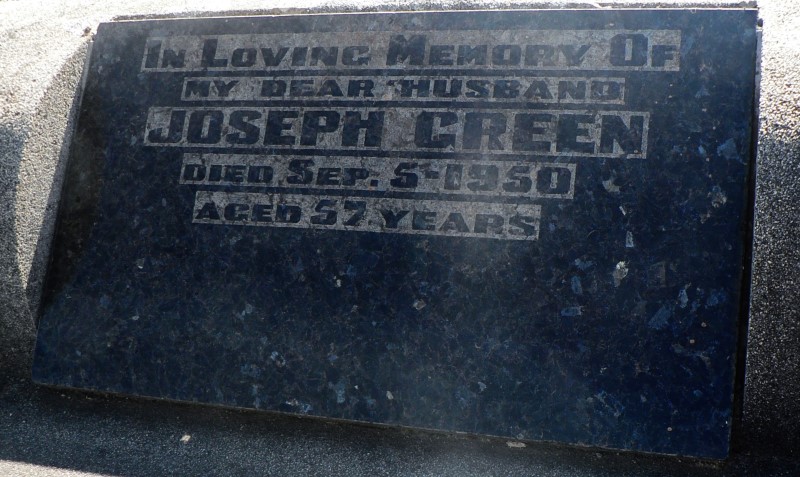 In Loving Memory Of
MY DEAR HUSBAND
JOSEPH GREEN
DIED SEP. 5TH 1950
AGED 57 YEARS